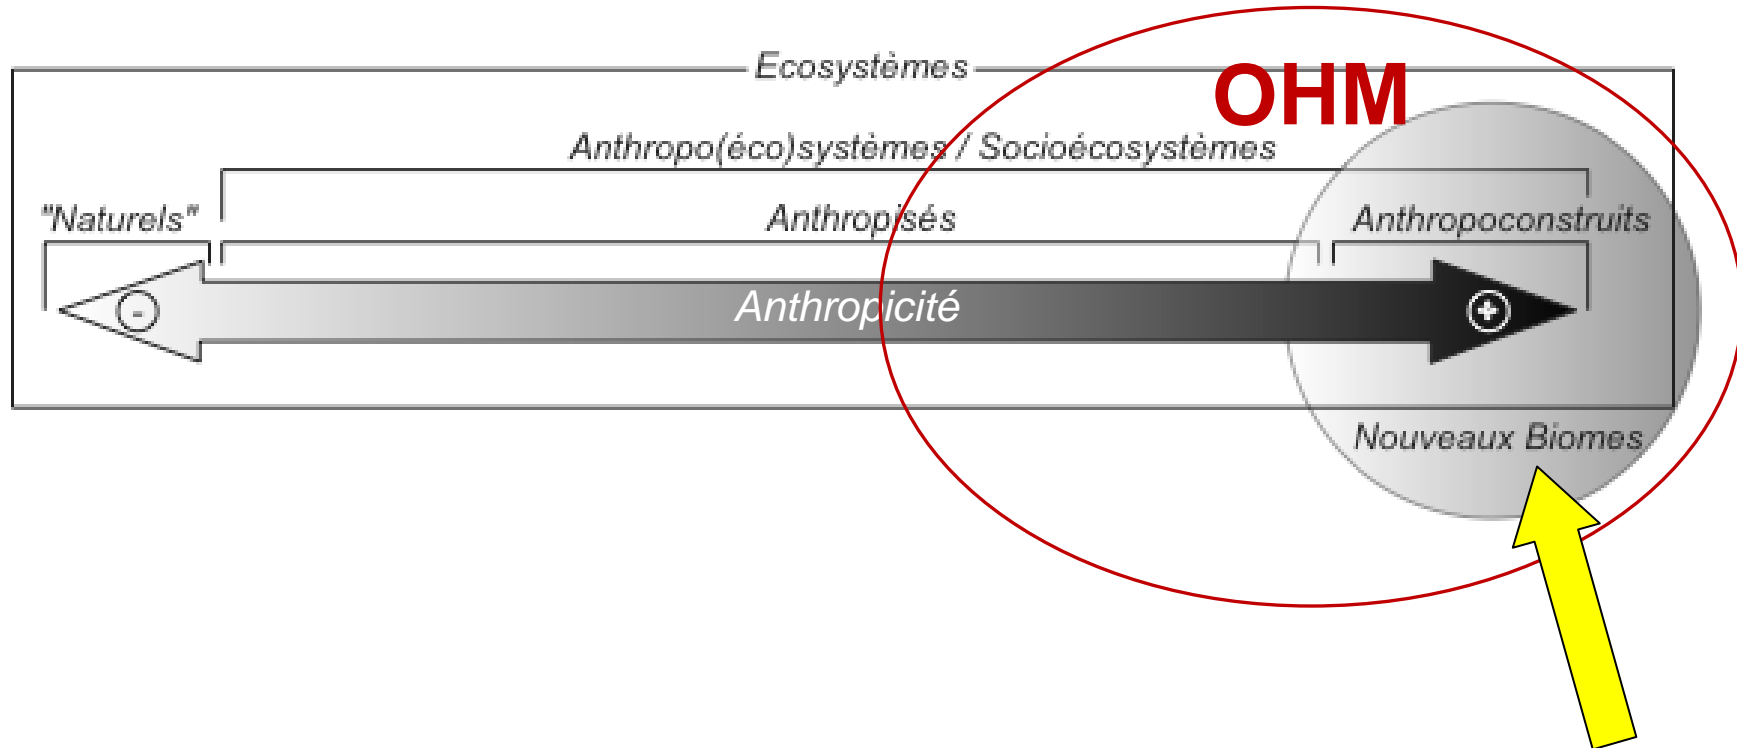 Ecosystèmes
OHM
Anthropo(éco)systèmes / Socioécosystèmes
"Naturels"
Anthropisés
Anthropoconstruits
-
Anthropicité
+
Nouveaux Biomes